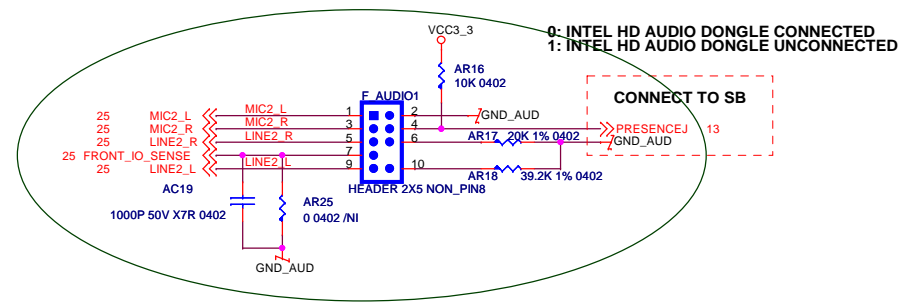 VCC3_3
0: INTEL HD AUDIO DONGLE CONNECTED
1: INTEL HD AUDIO DONGLE UNCONNECTED
AR16
10K 0402
CONNECT TO SB
F_AUDIO1
25 MIC2_L MIC2_L 1 2 GND_AUD
25 MIC2_R MIC2_R 3 4 PRESENCEJ 13
25 LINE2_R LINE2_R 5 6 AR17 20K 1% 0402 GND_AUD
25 FRONT_IO_SENSE 7
25 LINE2_L LINE2_L 9 10 AR18 39.2K 1% 0402
HEADER 2X5 NON_PIN8
AC19
1000P 50V X7R 0402
AR25
0 0402 /NI
GND_AUD